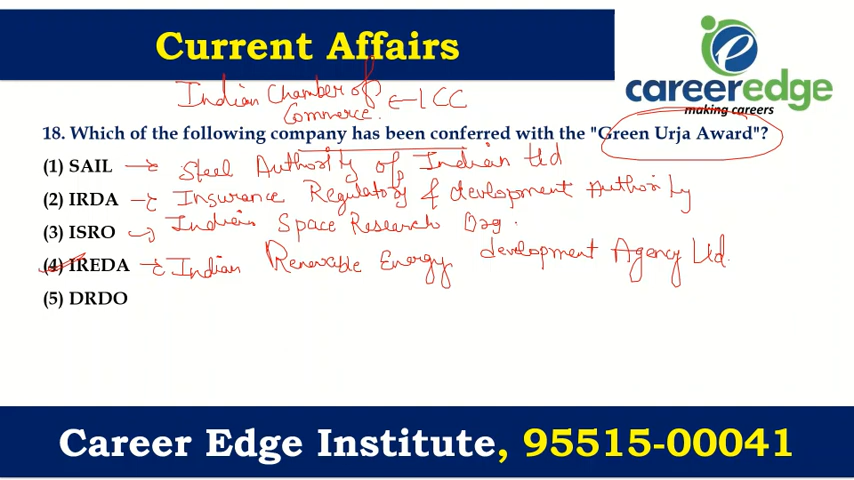 Current Affairs
careeredge
making careers
Indian Chamber of
Commerce. ICC
18. Which of the following company has been conferred with the "Green Urja Award"?
(1) SAIL Steel Authority of Indian Ltd
(2) IRDA Insurance Regulatory & development Authority
(3) ISRO Indian Space Research Org.
(4) IREDA Indian Renewable Energy development Agency Ltd.
(5) DRDO
Career Edge Institute, 95515-00041